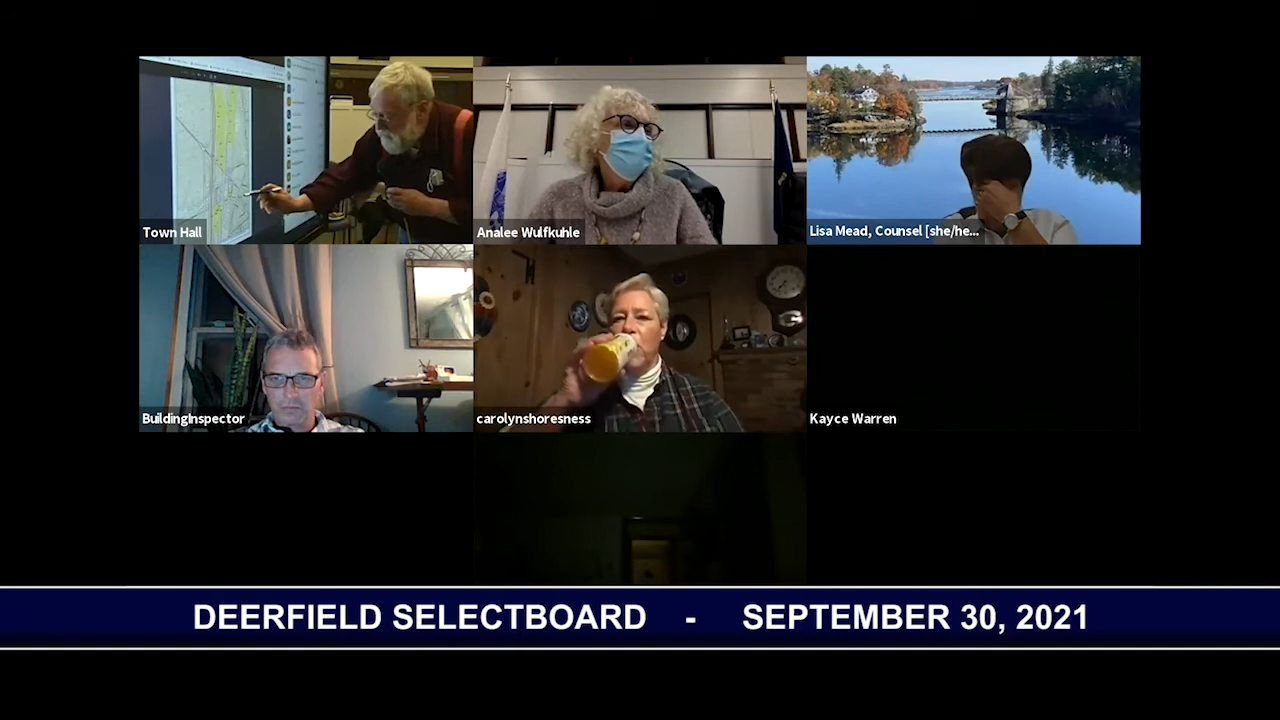 Town Hall
Analee Wulfkuhle
Lisa Mead, Counsel [she/he...
BuildingInspector
carolynshoresness
Kayce Warren
DEERFIELD SELECTBOARD - SEPTEMBER 30, 2021